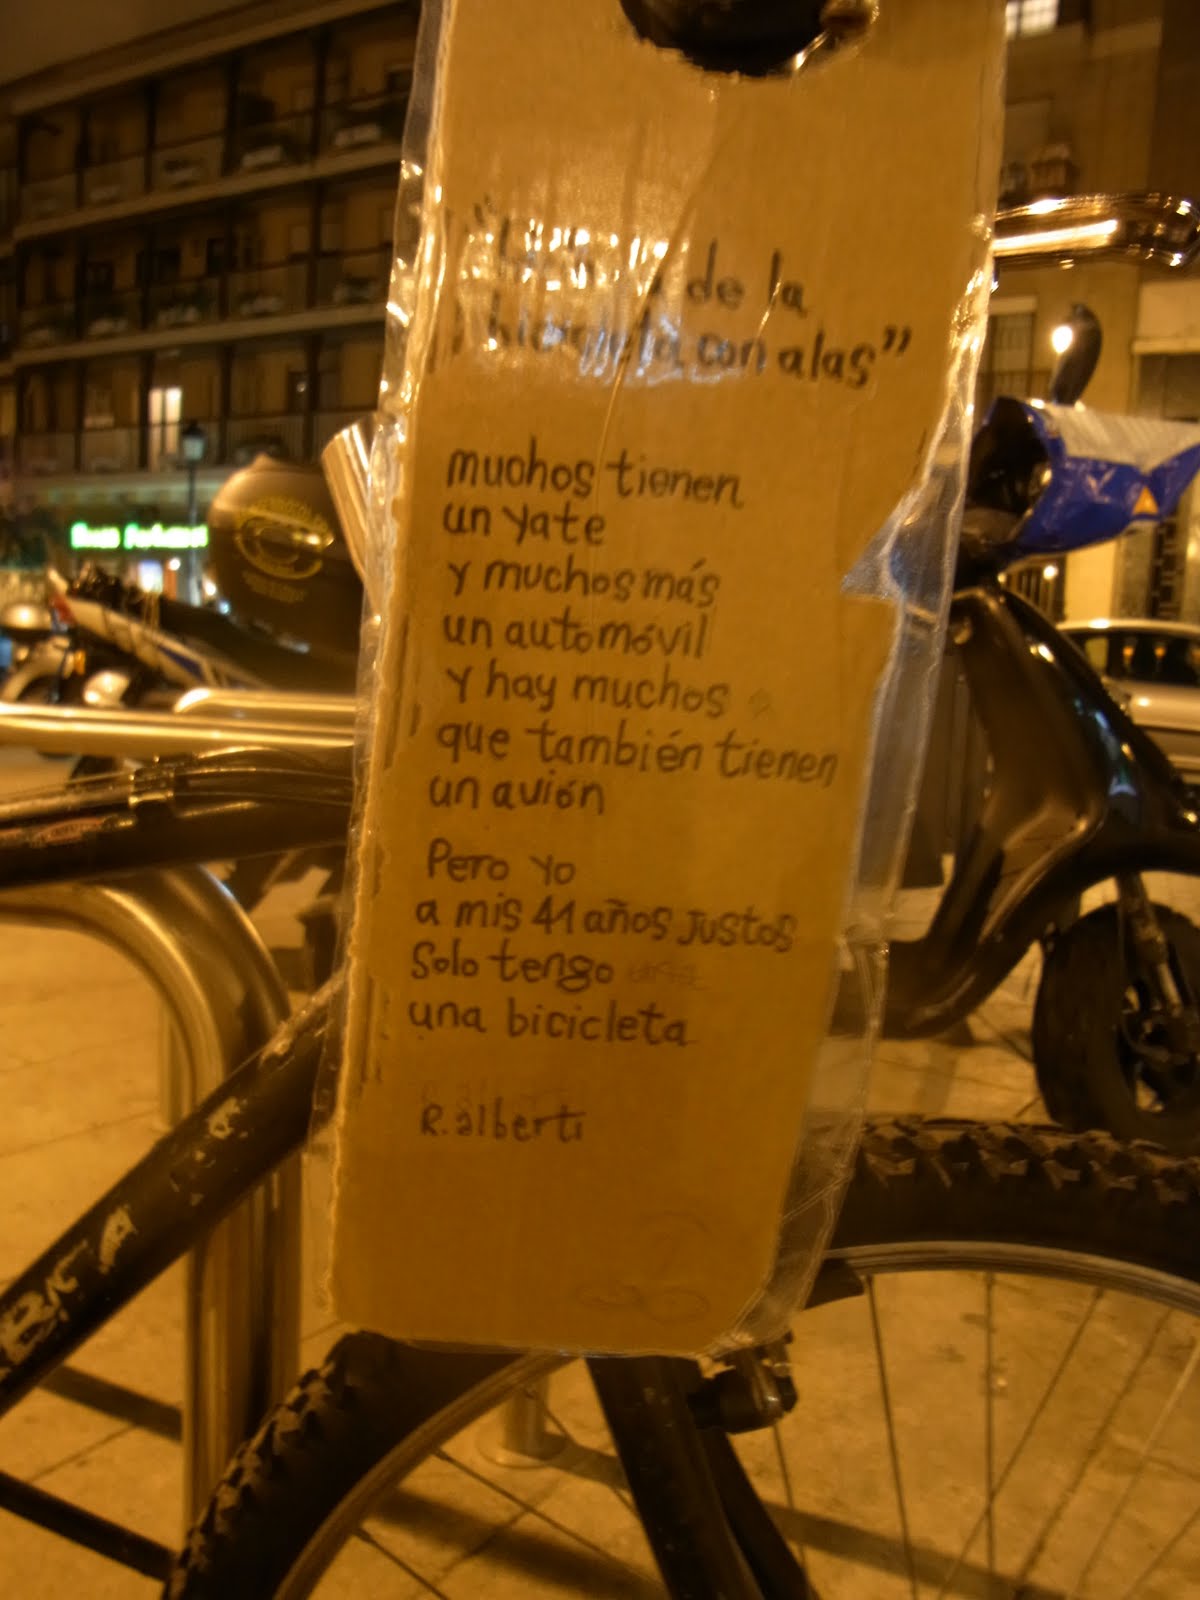 de la
bicicleta con alas"
muchos tienen
un yate
y muchos más
un automóvil
y hay muchos
que también tienen
un avión
Pero yo
a mis 41 años justos
Solo tengo
una bicicleta
R. alberti